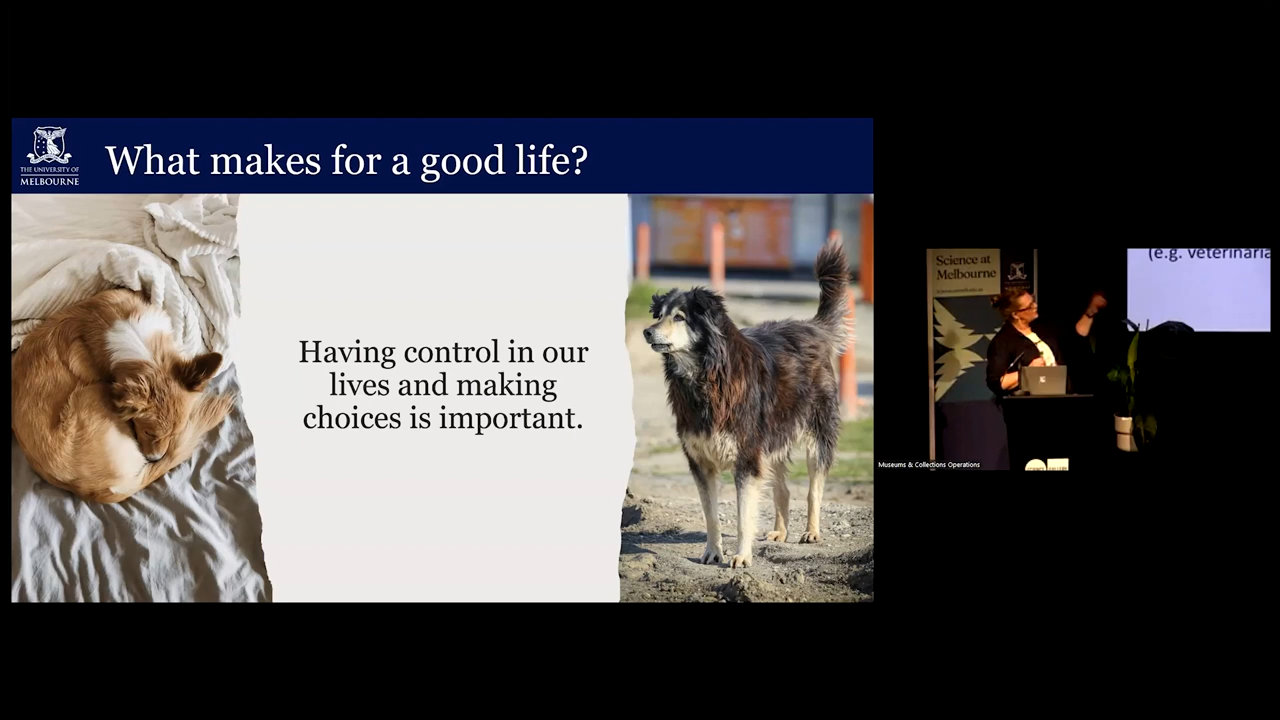 THE UNIVERSITY OF
MELBOURNE
What makes for a good life?
Having control in our
lives and making
choices is important.
Science at
Melbourne
(e.g. veterinaria
Museums & Collections Operations